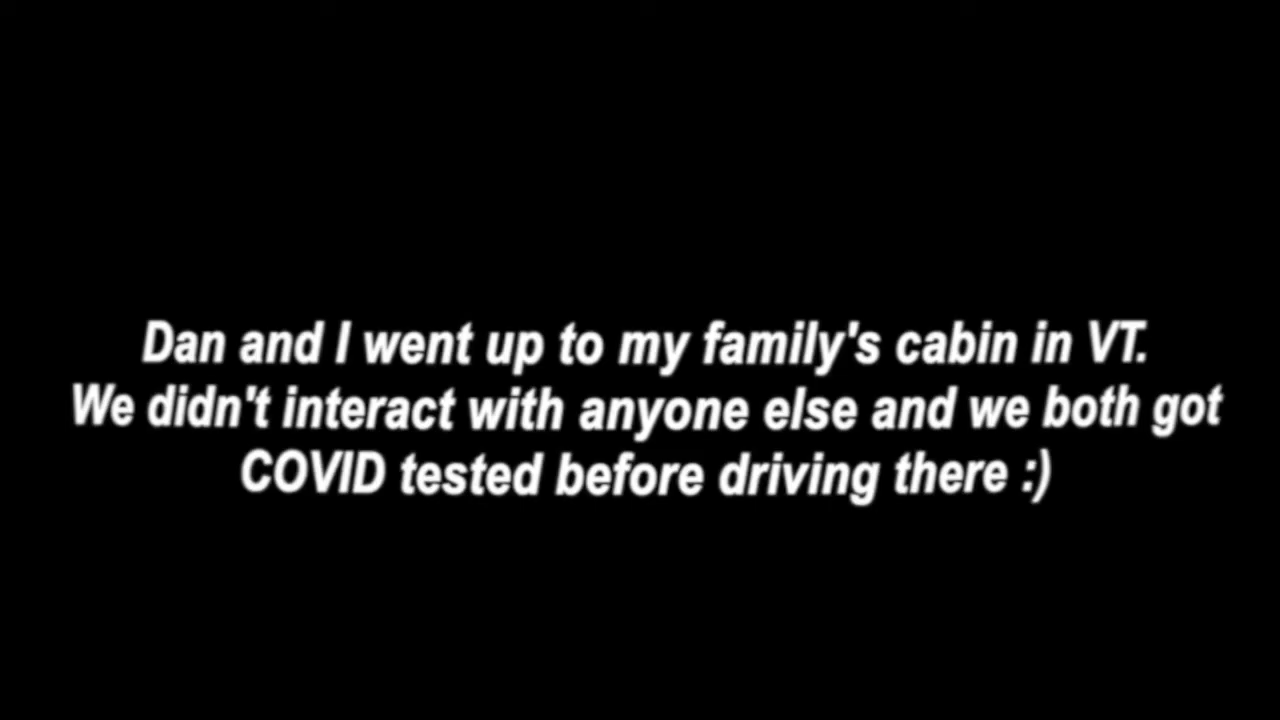 Dan and I went up to my family's cabin in VT.
We didn't interact with anyone else and we both got
COVID tested before driving there :)